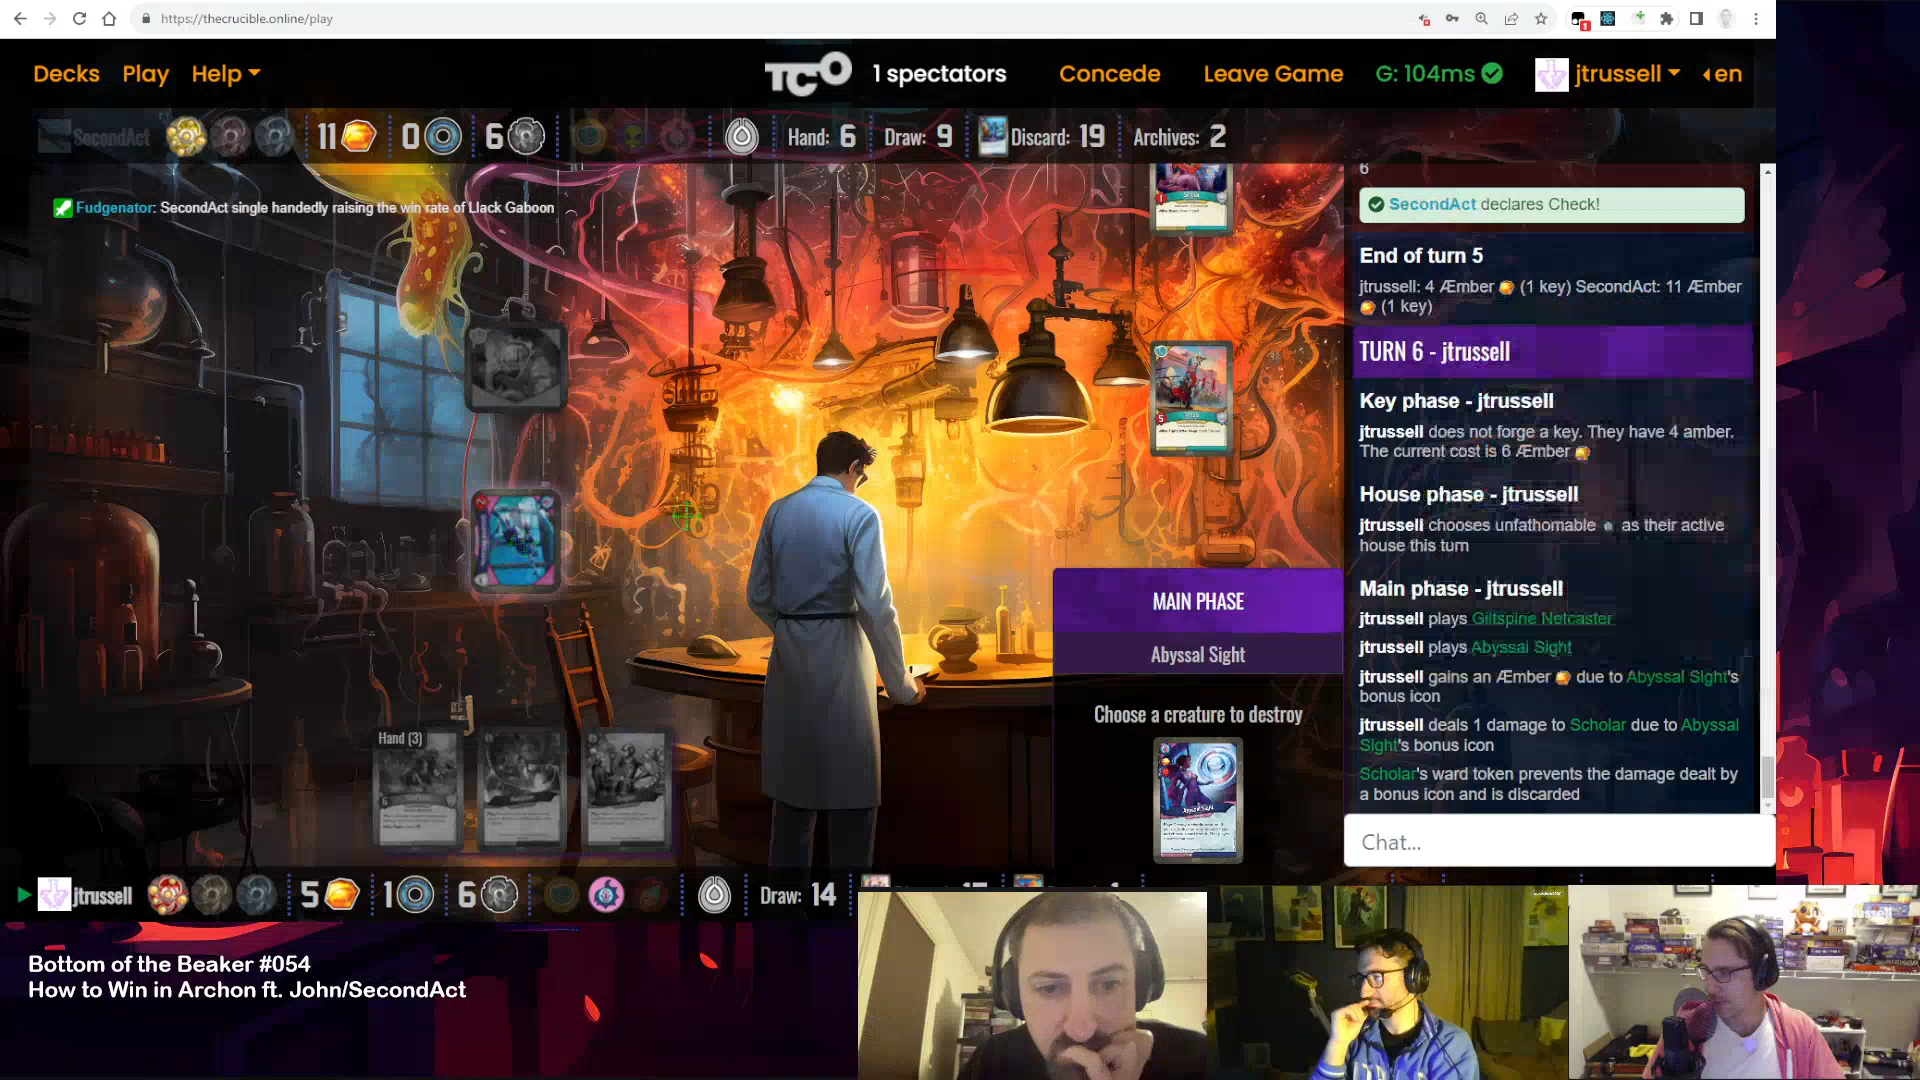 https://thecrucible.online/play
Decks
Play
Help
TCO
1 spectators
Concede
Leave Game
G: 104ms
jtrussell
en
SecondAct
11
0
6
Hand: 6
Draw: 9
Discard: 19
Archives: 2
Fudgenator: SecondAct single handedly raising the win rate of Llack Gaboon
6
SecondAct declares Check!
End of turn 5
jtrussell: 4 Æmber (1 key) SecondAct: 11 Æmber
(1 key)
TURN 6 - jtrussell
Key phase - jtrussell
jtrussell does not forge a key. They have 4 amber.
The current cost is 6 Æmber
House phase - jtrussell
jtrussell chooses unfathomable as their active
house this turn
Main phase - jtrussell
jtrussell plays Giltspine Netcaster
jtrussell plays Abyssal Sight
jtrussell gains an Æmber due to Abyssal Sight's
bonus icon
jtrussell deals 1 damage to Scholar due to Abyssal
Sight's bonus icon
Scholar's ward token prevents the damage dealt by
a bonus icon and is discarded
Chat...
MAIN PHASE
Abyssal Sight
Choose a creature to destroy
Hand (3)
jtrussell
5
1
6
Draw: 14
Bottom of the Beaker #054
How to Win in Archon ft. John/SecondAct